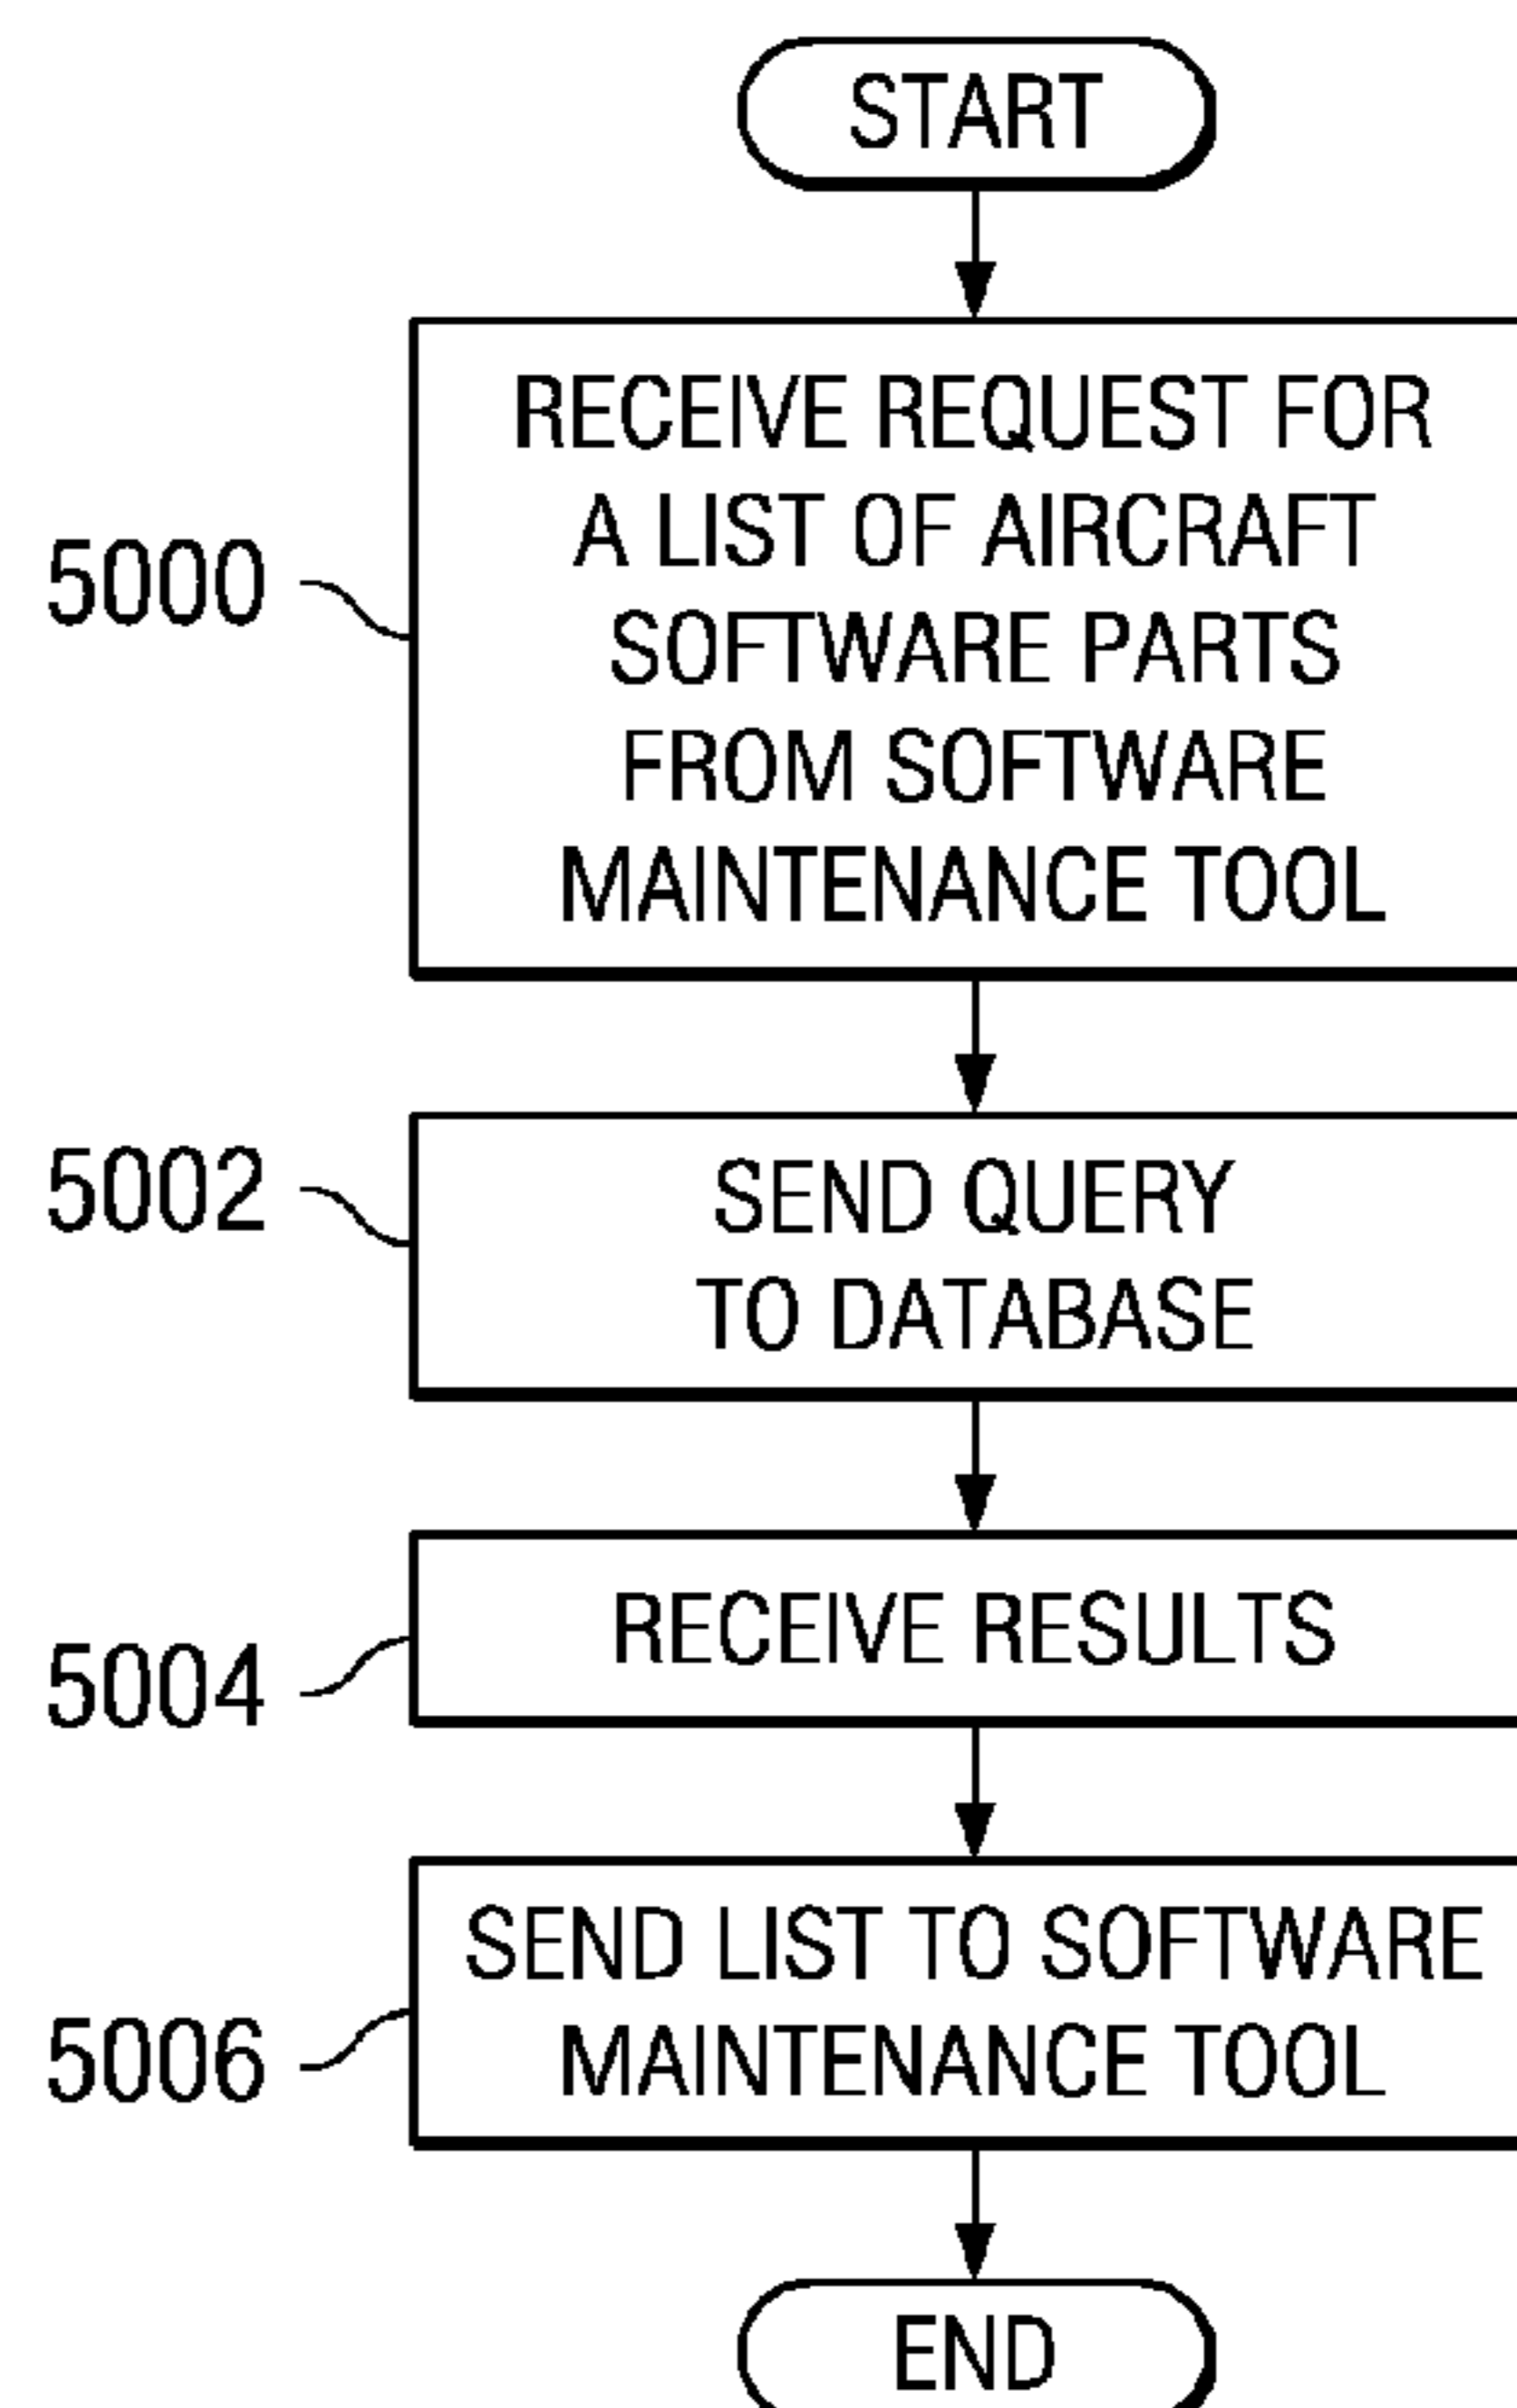 START
RECEIVE REQUEST FOR
A LIST OF AIRCRAFT
SOFTWARE PARTS
FROM SOFTWARE
MAINTENANCE TOOL
5000
SEND QUERY
TO DATABASE
5002
RECEIVE RESULTS
5004
SEND LIST TO SOFTWARE
MAINTENANCE TOOL
5006
END